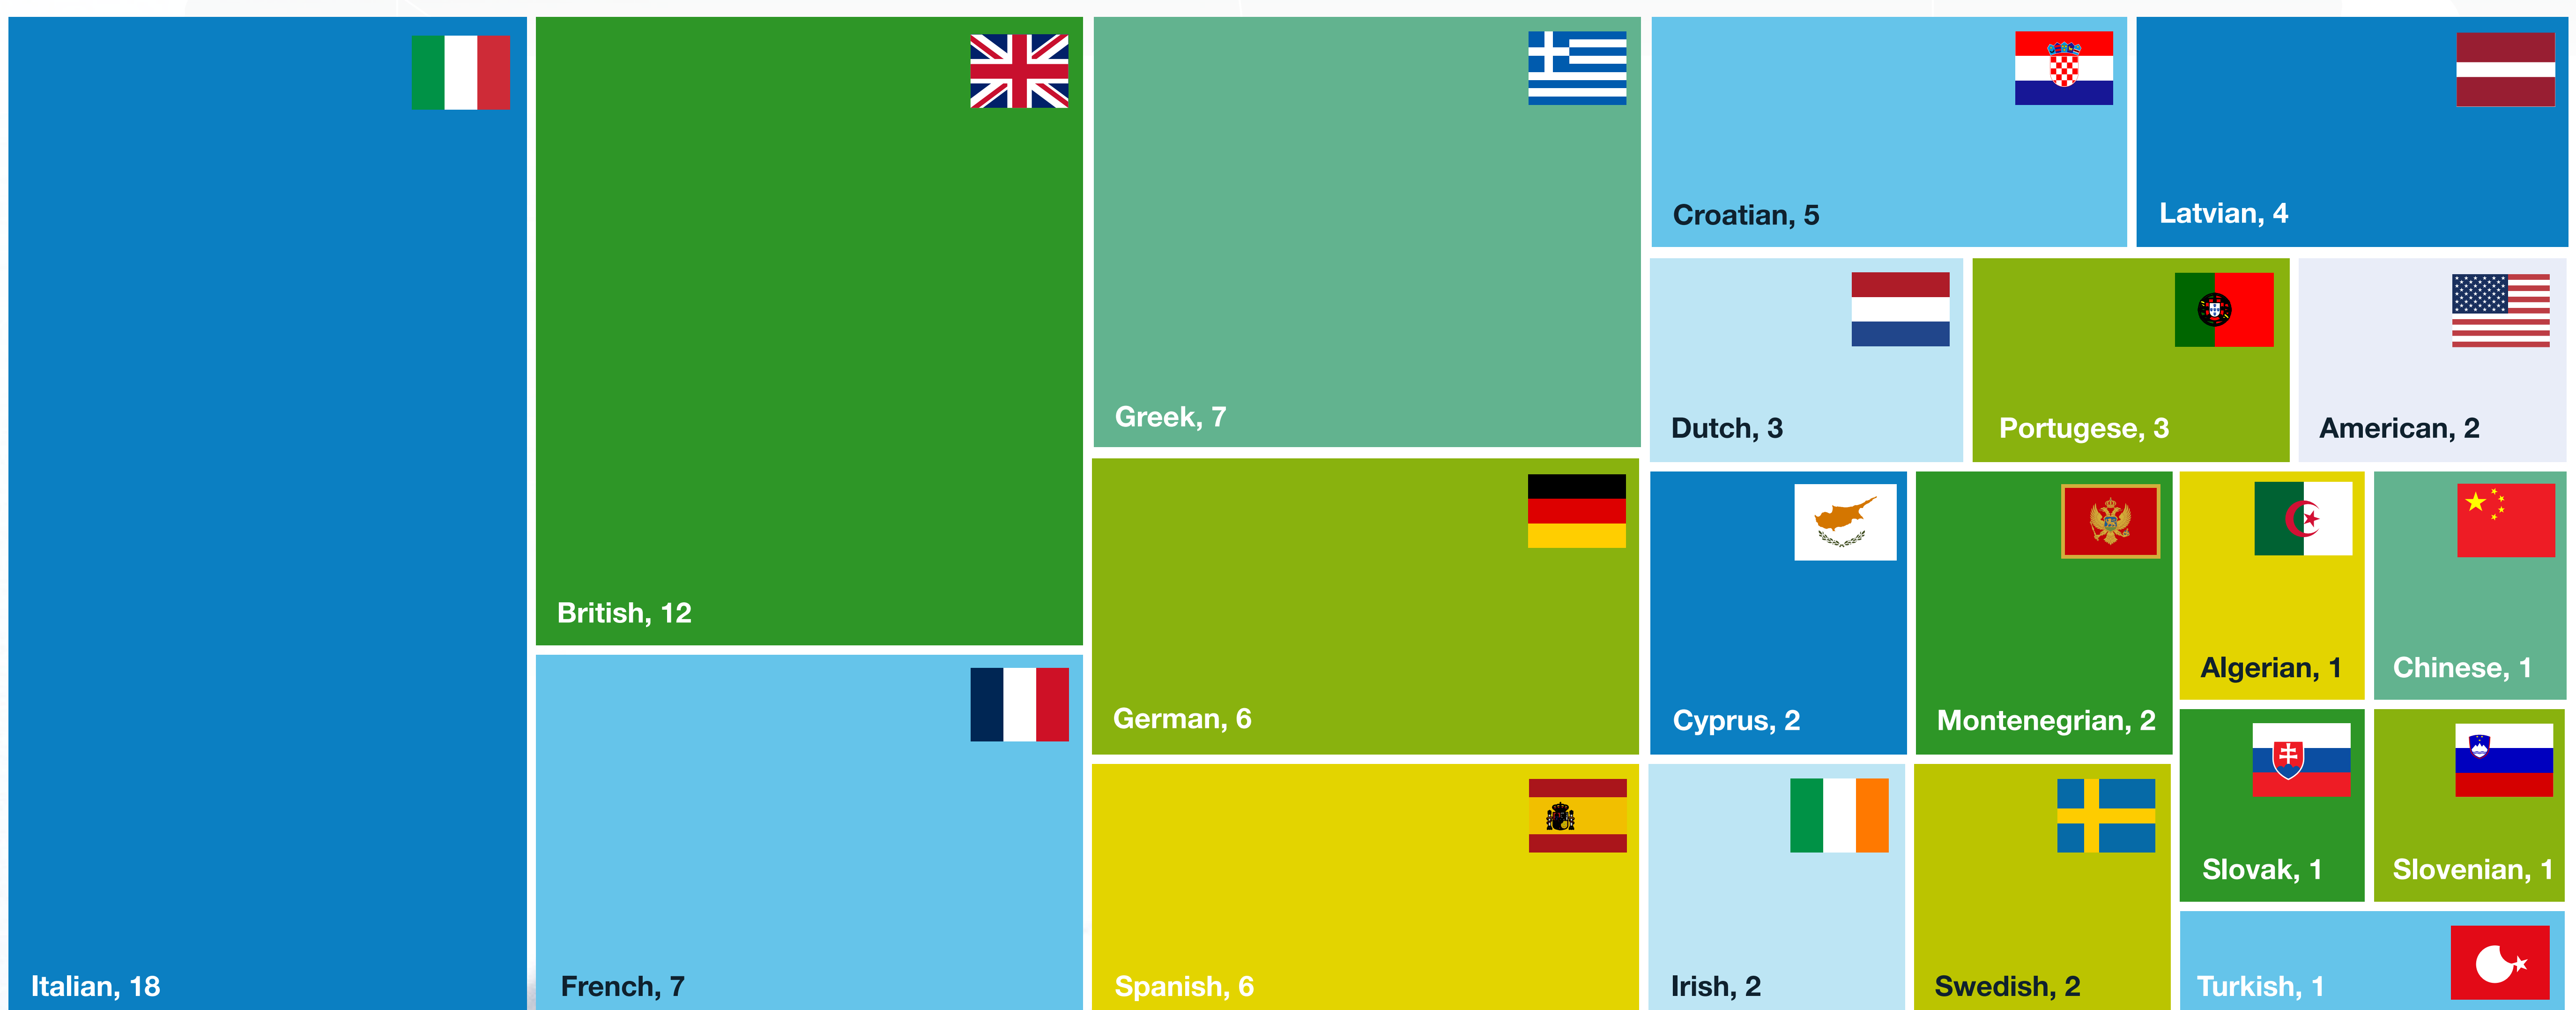 Italian, 18
British, 12
French, 7
Greek, 7
German, 6
Spanish, 6
Croatian, 5
Latvian, 4
Dutch, 3
Portugese, 3
American, 2
Cyprus, 2
Montenegrian, 2
Irish, 2
Swedish, 2
Algerian, 1
Chinese, 1
Slovak, 1
Slovenian, 1
Turkish, 1